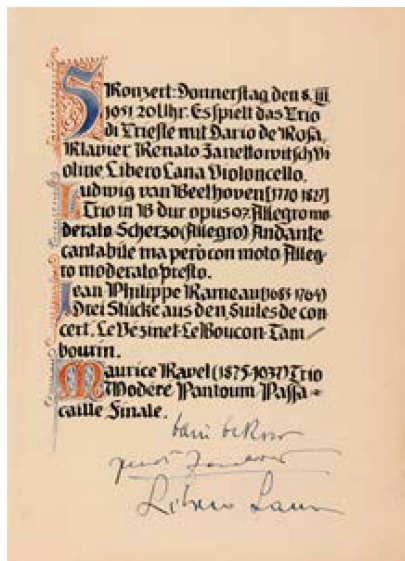 5 Konzert: Donnerstag den 8. III
1951 20 Uhr. Es spielt das Trio
di Trieste mit Dario de Rosa,
Klavier Renato Zanettowitsch Vi
oline Libero Lana Violoncello.
Ludwig van Beethoven (1770 1827)
Trio in B dur opus 97. Allegro mo
derato Scherzo (Allegro) Andante
cantabile ma però con moto Alleg-
ro moderato presto.
Jean Philippe Rameau (1683 1764)
Drei Stücke aus den Suites de con
cert. Le Vézinet-Le Boucon-Tam
bourin.
Maurice Ravel (1875-1937) Trio
Modéré Pantoum Passa=
caille Finale.
Dario de Rosa
Libero Lana